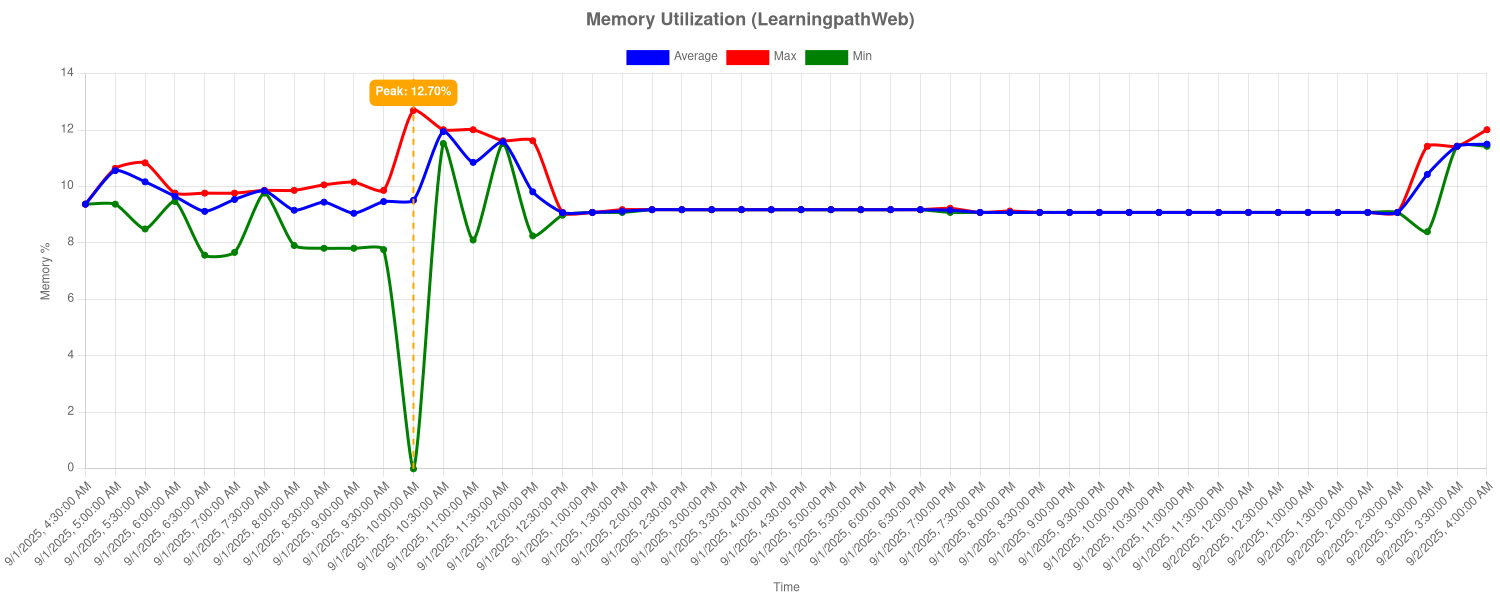 Memory Utilization (LearningpathWeb)
Average Max Min
Peak: 12.70%
14
12
10
8
6
4
2
0
Memory %
9/1/2025, 4:30:00 AM
9/1/2025, 5:00:00 AM
9/1/2025, 5:30:00 AM
9/1/2025, 6:00:00 AM
9/1/2025, 6:30:00 AM
9/1/2025, 7:00:00 AM
9/1/2025, 7:30:00 AM
9/1/2025, 8:00:00 AM
9/1/2025, 8:30:00 AM
9/1/2025, 9:00:00 AM
9/1/2025, 9:30:00 AM
9/1/2025, 10:00:00 AM
9/1/2025, 10:30:00 AM
9/1/2025, 11:00:00 AM
9/1/2025, 11:30:00 AM
9/1/2025, 12:00:00 PM
9/1/2025, 12:30:00 PM
9/1/2025, 1:00:00 PM
9/1/2025, 1:30:00 PM
9/1/2025, 2:00:00 PM
9/1/2025, 2:30:00 PM
9/1/2025, 3:00:00 PM
9/1/2025, 3:30:00 PM
9/1/2025, 4:00:00 PM
9/1/2025, 4:30:00 PM
9/1/2025, 5:00:00 PM
9/1/2025, 5:30:00 PM
9/1/2025, 6:00:00 PM
9/1/2025, 6:30:00 PM
9/1/2025, 7:00:00 PM
9/1/2025, 7:30:00 PM
9/1/2025, 8:00:00 PM
9/1/2025, 8:30:00 PM
9/1/2025, 9:00:00 PM
9/1/2025, 9:30:00 PM
9/1/2025, 10:00:00 PM
9/1/2025, 10:30:00 PM
9/1/2025, 11:00:00 PM
9/1/2025, 11:30:00 PM
9/2/2025, 12:00:00 AM
9/2/2025, 12:30:00 AM
9/2/2025, 1:00:00 AM
9/2/2025, 1:30:00 AM
9/2/2025, 2:00:00 AM
9/2/2025, 2:30:00 AM
9/2/2025, 3:00:00 AM
9/2/2025, 3:30:00 AM
9/2/2025, 4:00:00 AM
Time